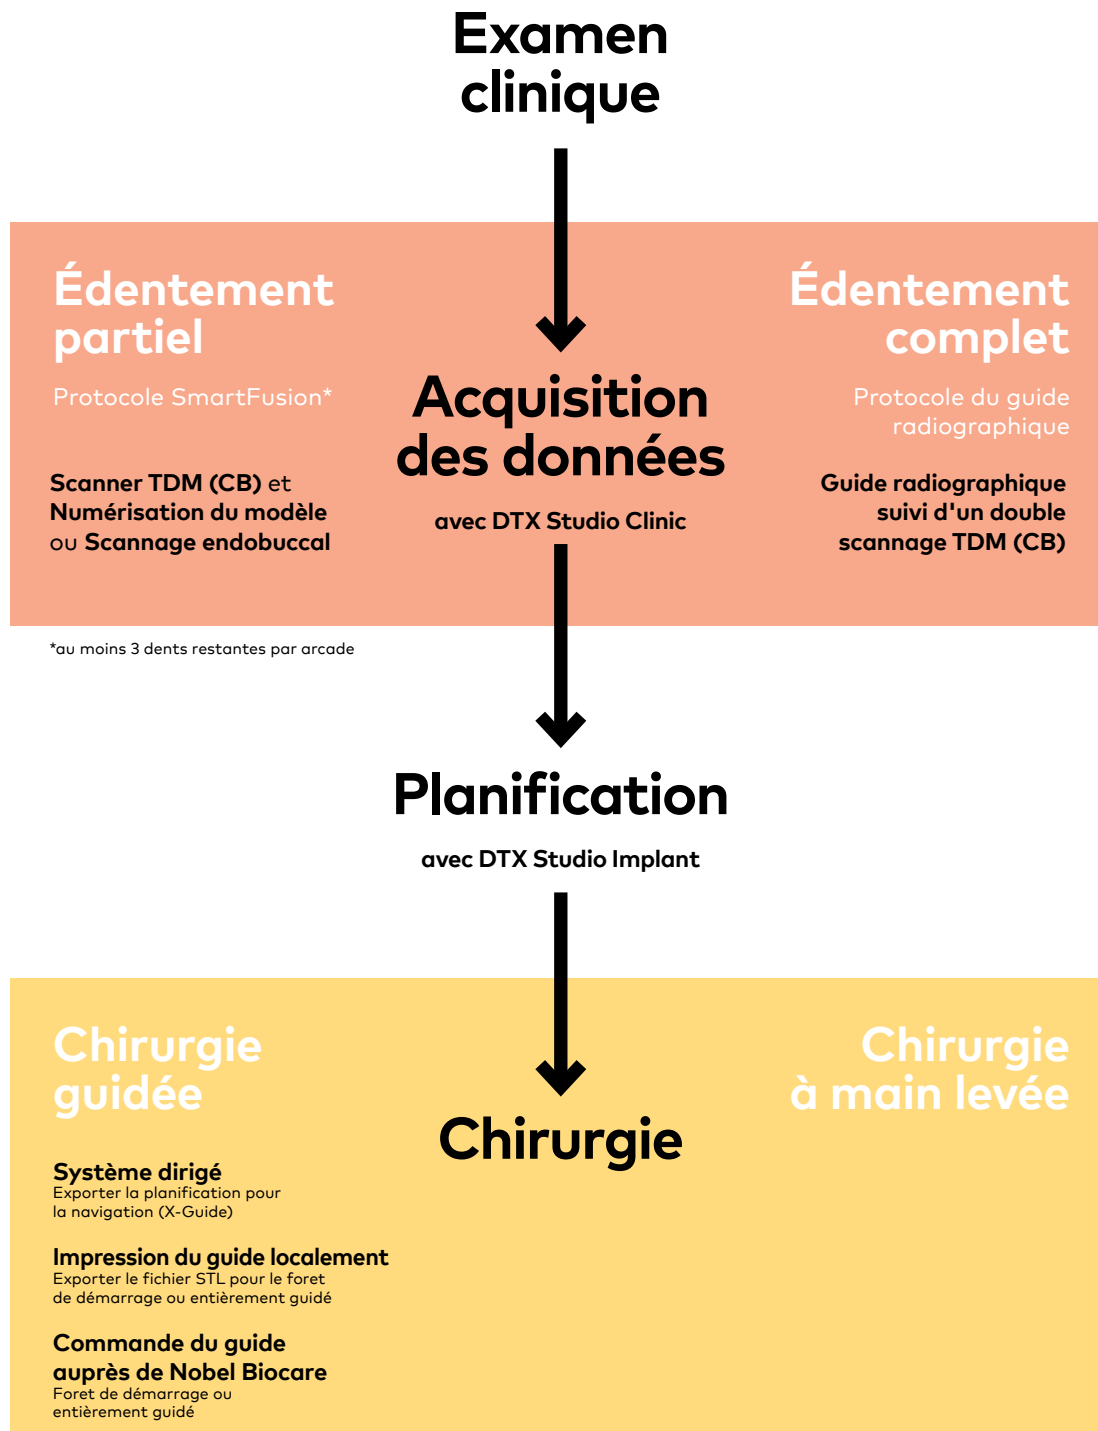 Examen
clinique
Édentement
partiel
Protocole SmartFusion*
Scanner TDM (CB) et
Numérisation du modèle
ou Scannage endobuccal
Acquisition
des données
avec DTX Studio Clinic
Édentement
complet
Protocole du guide
radiographique
Guide radiographique
suivi d'un double
scannage TDM (CB)
*au moins 3 dents restantes par arcade
Planification
avec DTX Studio Implant
Chirurgie
guidée
Chirurgie
Chirurgie
à main levée
Système dirigé
Exporter la planification pour
la navigation (X-Guide)
Impression du guide localement
Exporter le fichier STL pour le foret
de démarrage ou entièrement guidé
Commande du guide
auprès de Nobel Biocare
Foret de démarrage ou
entièrement guidé